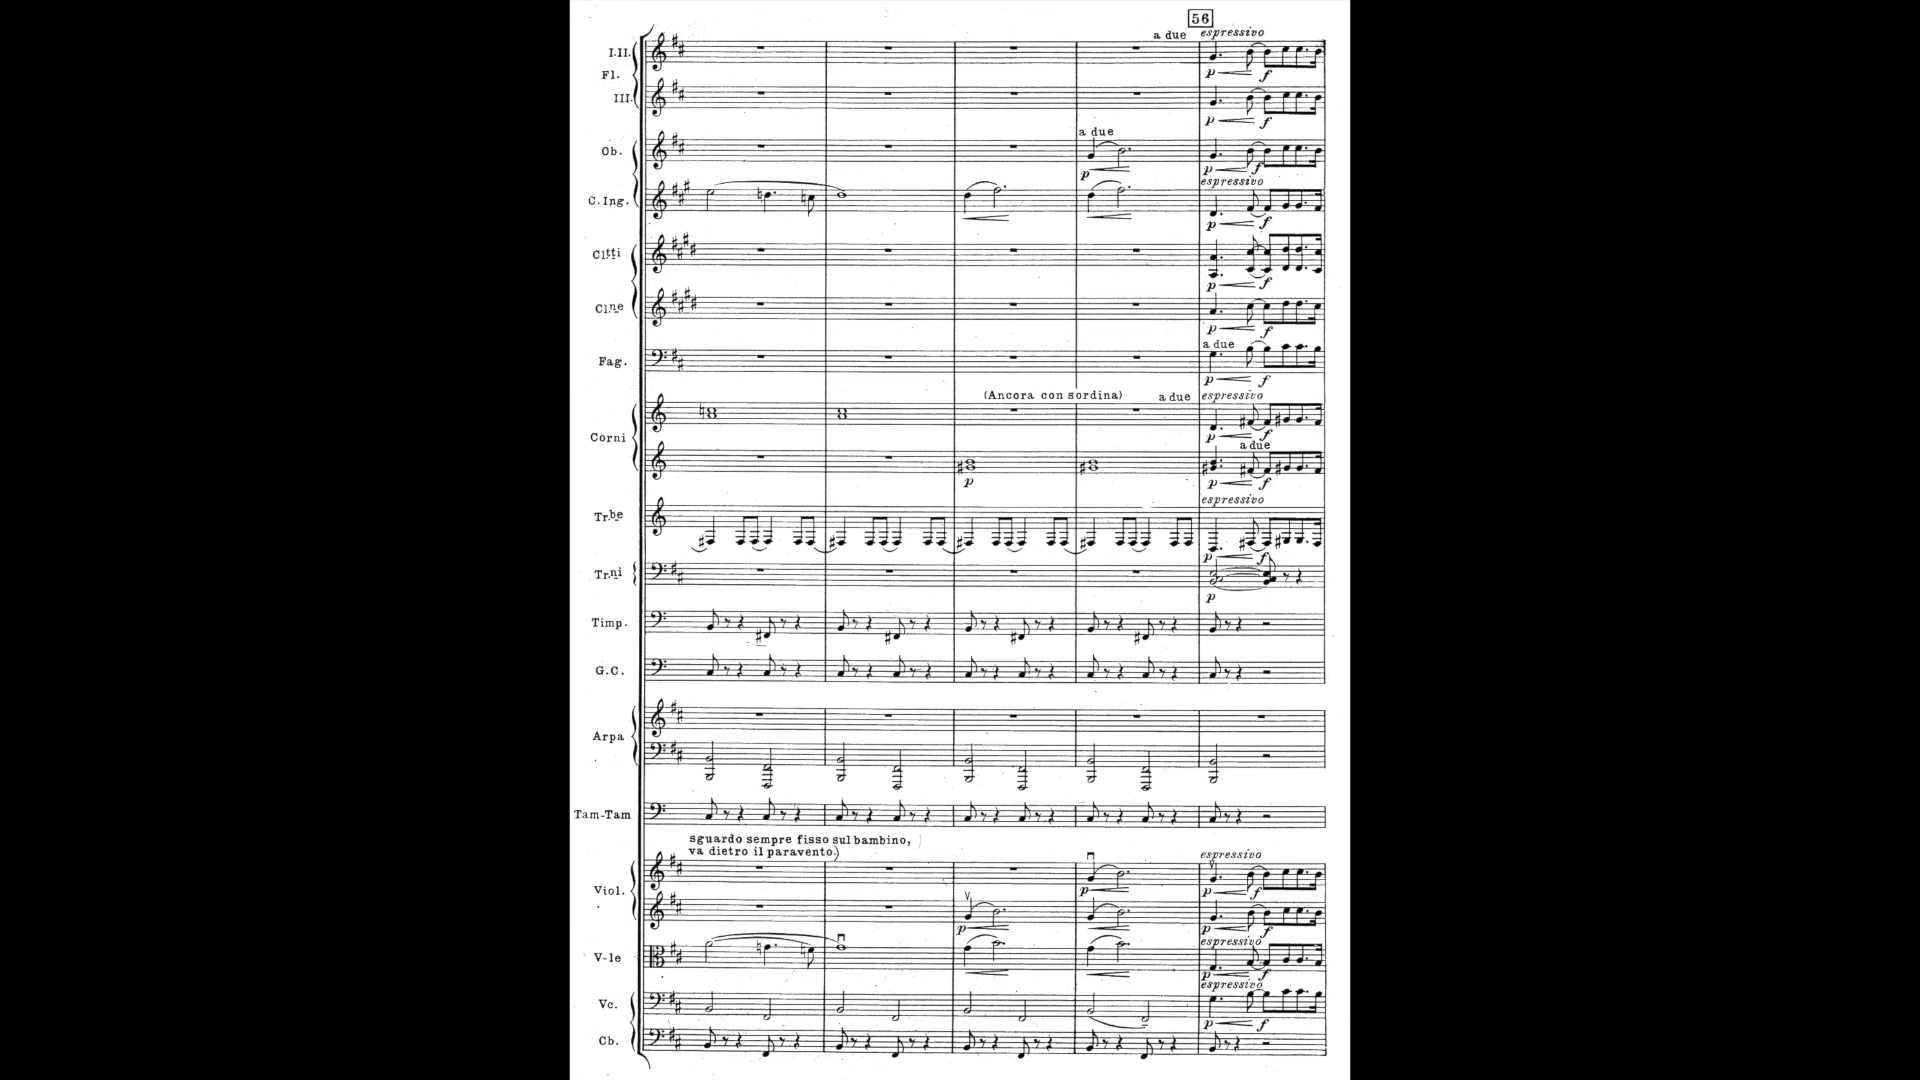 56
a due espressivo
I.II.
Fl.
p f
III.
p f
a due
Ob.
p p f
espressivo
C.Ing.
p f
Cl.tti
p f
Cl.ne
p f
a due
Fag.
p f
(Ancora con sordina) a due espressivo
p f
Corni
a due
p p f
espressivo
Tr.be
p f
Tr.ni
p
Timp.
G.C.
Arpa
Tam-Tam
sguardo sempre fisso sul bambino,
va dietro il paravento.)
espressivo
Viol.
p p f
p p f
espressivo
V-le
p f
espressivo
Vc.
p f
Cb.